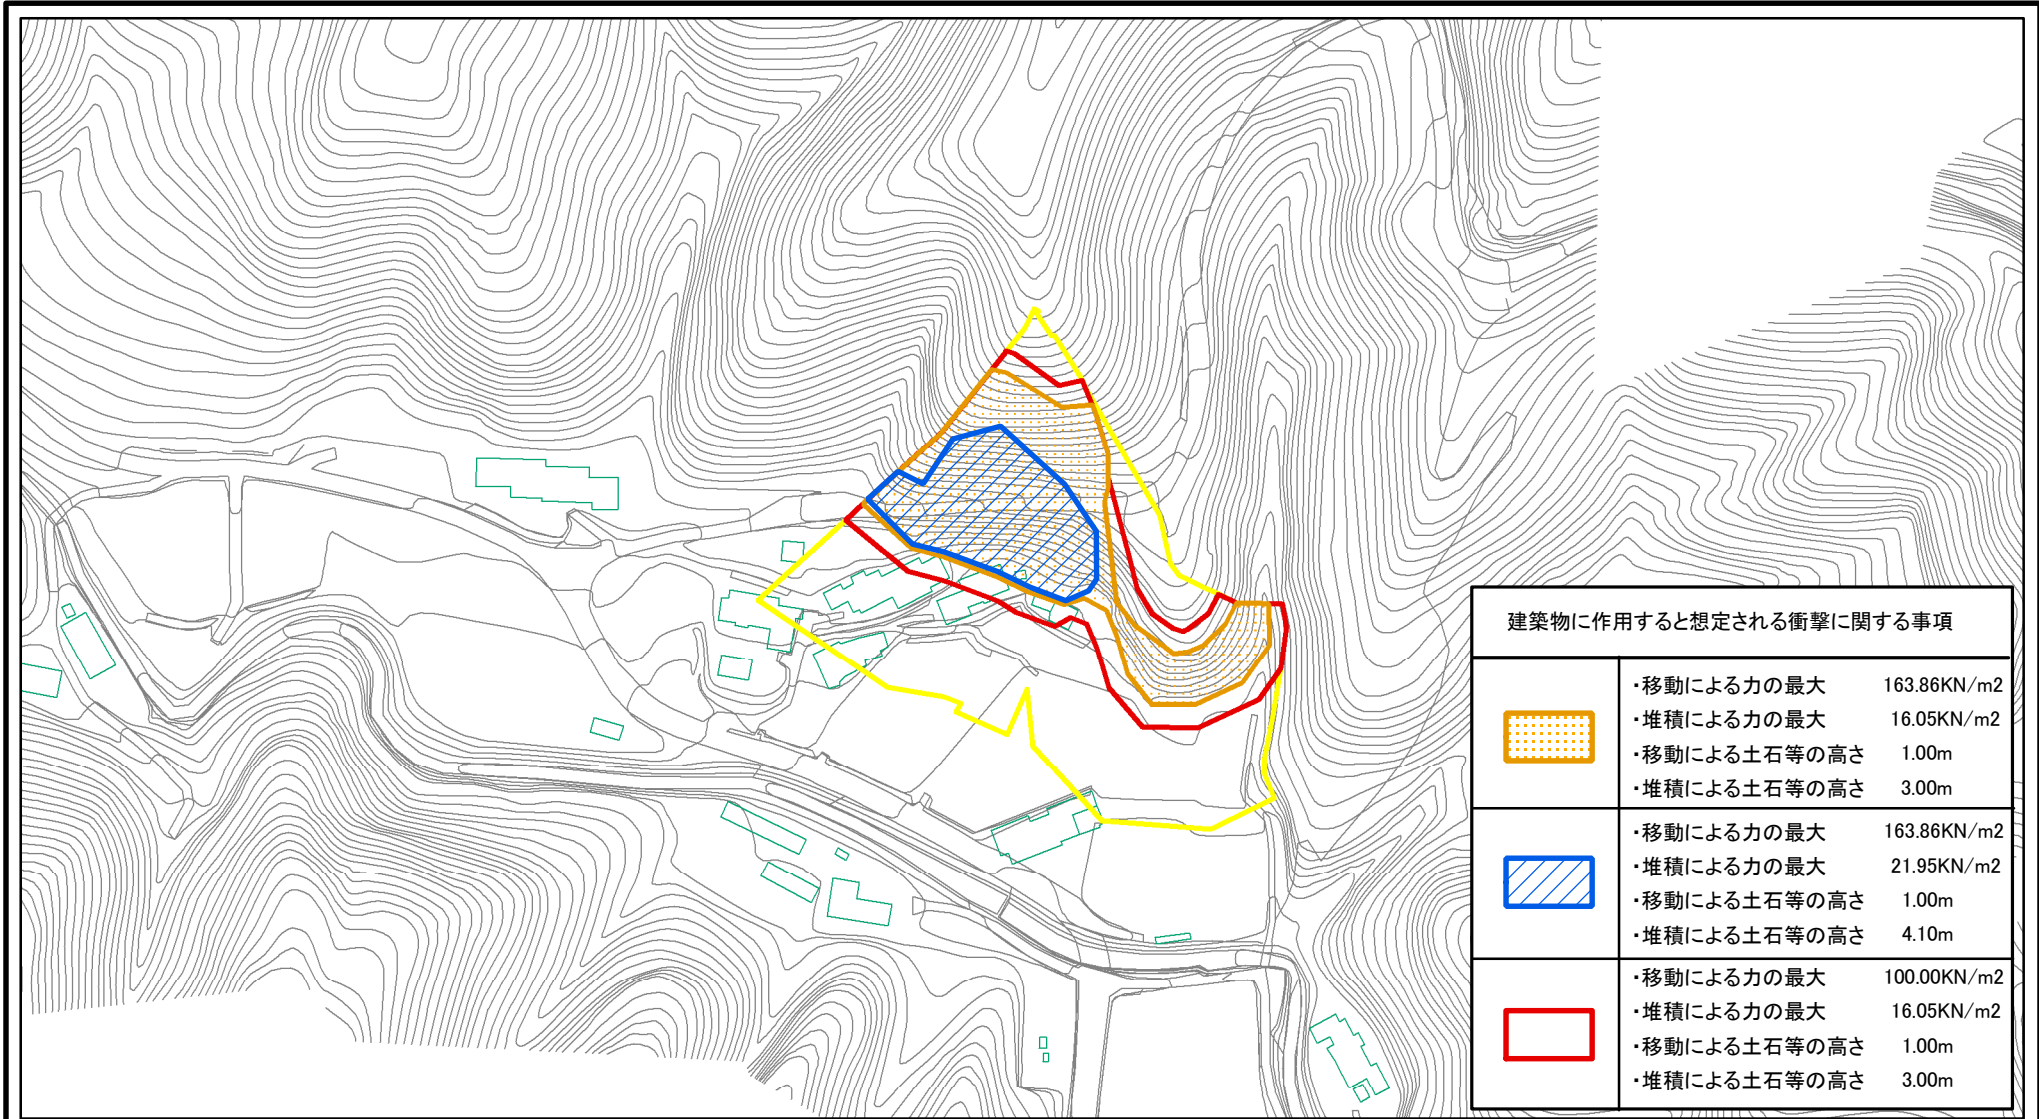 建築物に作用すると想定される衝撃に関する事項
・移動による力の最大 163.86KN/m2
・堆積による力の最大 16.05KN/m2
・移動による土石等の高さ 1.00m
・堆積による土石等の高さ 3.00m
・移動による力の最大 163.86KN/m2
・堆積による力の最大 21.95KN/m2
・移動による土石等の高さ 1.00m
・堆積による土石等の高さ 4.10m
・移動による力の最大 100.00KN/m2
・堆積による力の最大 16.05KN/m2
・移動による土石等の高さ 1.00m
・堆積による土石等の高さ 3.00m